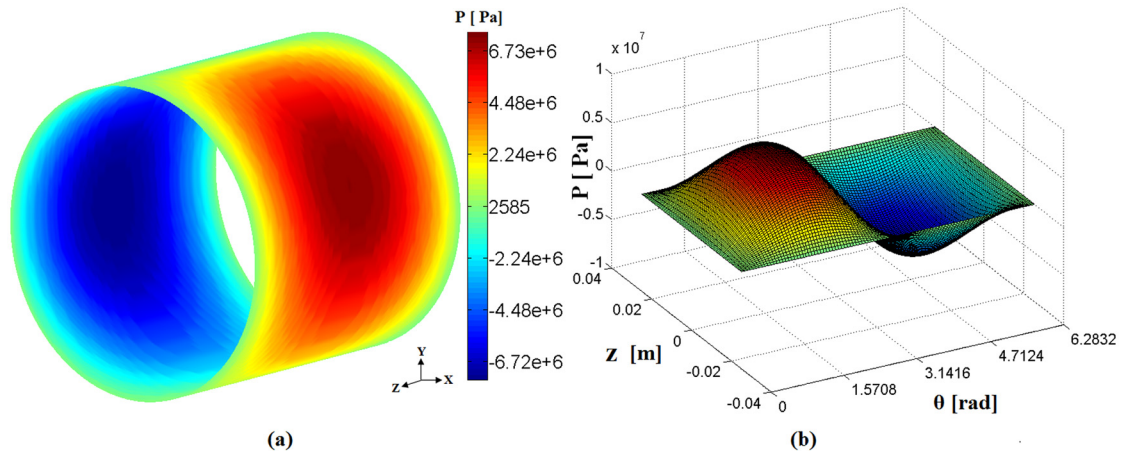 P [ Pa]
6.73e+6
4.48e+6
2.24e+6
2585
-2.24e+6
-4.48e+6
-6.72e+6
Y
Z
X
(a)
x 10⁷
1
0.5
0
-0.5
-1
P [ Pa]
0.04
0.02
0
-0.02
-0.04
Z [m]
0
1.5708
3.1416
4.7124
6.2832
θ [rad]
(b)